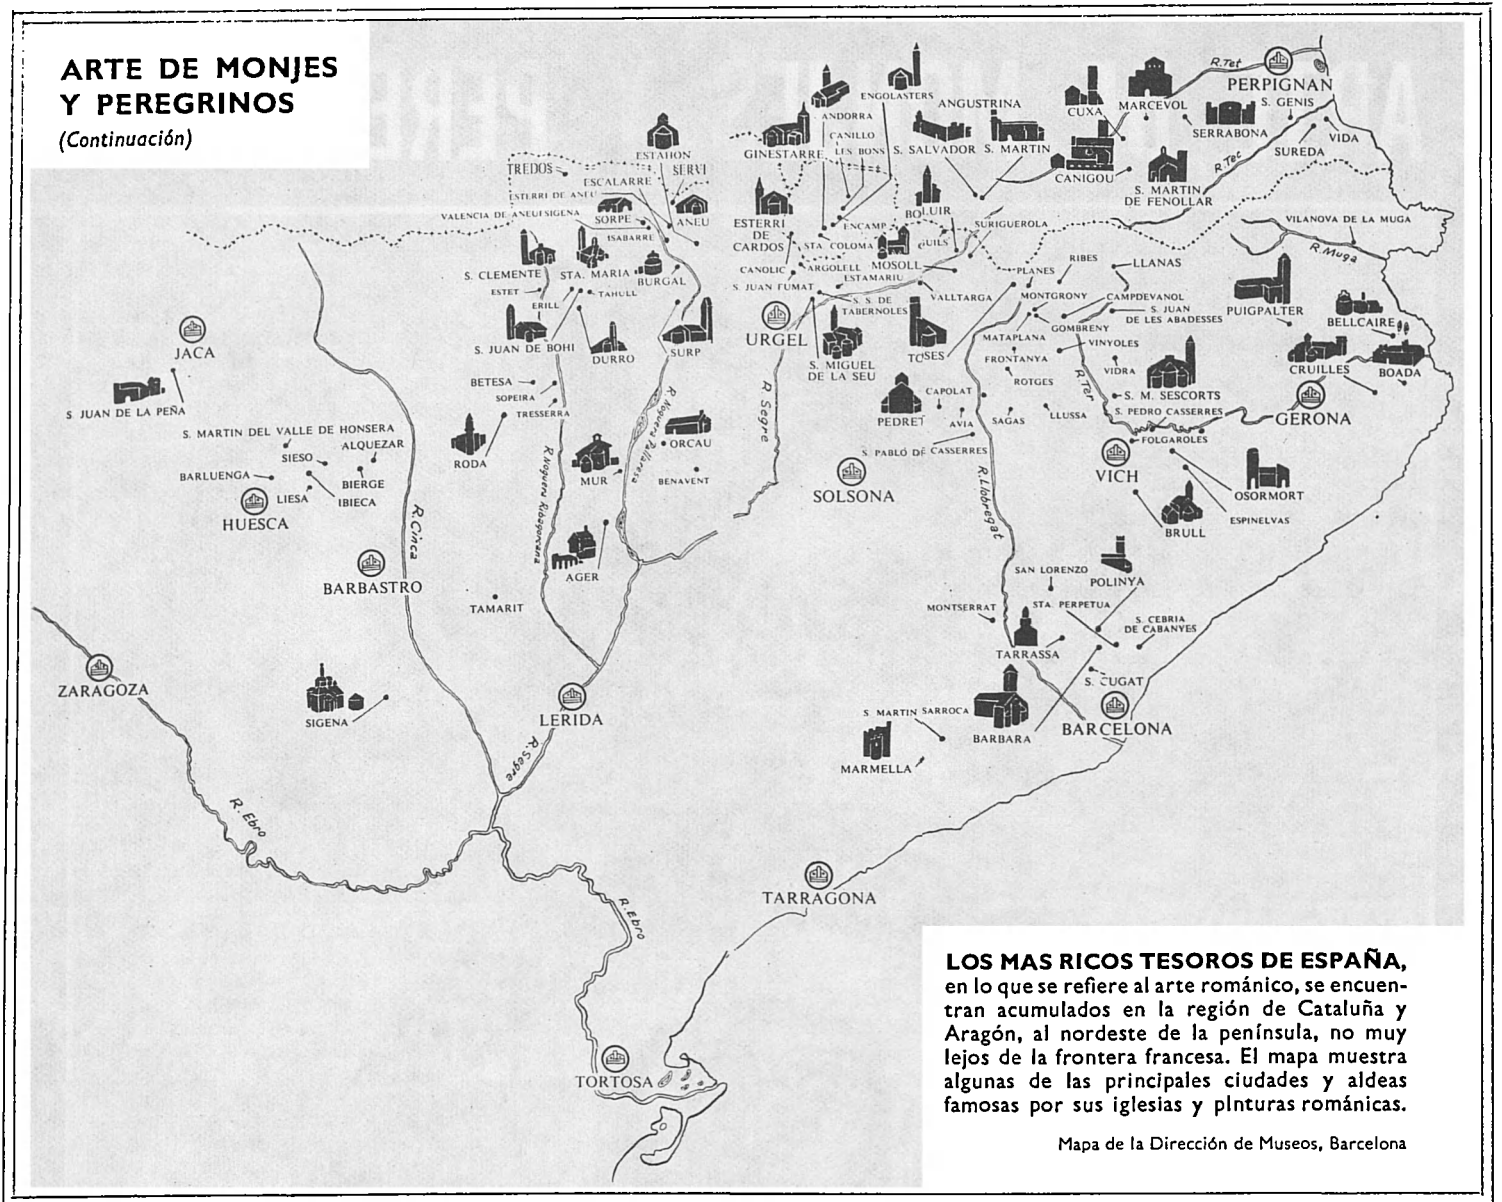 ARTE DE MONJES
Y PEREGRINOS
(Continuación)
PERPIGNAN
R. Tet
S. GENIS
VIDA
SUREDA
MARCEVOL
CUXA
SERRABONA
R. Tec
CANIGOU
S. MARTIN
DE FENOLLAR
ENGOLASTERS
ANDORRA
ANGUSTRINA
CANILLO
LES BONS
S. SALVADOR
S. MARTIN
GINESTARRE
ESTAHON
SERVI
TREDOS
ESCALARRE
ESTERRI DE ANEU
VALENCIA DE ANEU
ISIGENA
SORPE
ANEU
ISABARRE
ESTERRI
DE
CARDOS
BOLUIR
ENCAMP
STA. COLOMA
GUILS
SURIGUEROLA
VILANOVA DE LA MUGA
R. Muga
S. CLEMENTE
STA. MARIA
BURGAL
ESTET
TAHULL
ERILL
CANOLIC
ARGOLELL
MOSOLL
ESTAMARIU
S. JUAN FUMAT
S. S. DE
TABERNOLES
VALLTARGA
PLANES
RIBES
LLANAS
MONTGRONY
CAMPDEVANOL
S. JUAN
DE LES ABADESSES
PUIGPALTER
BELLCAIRE
JACA
S. JUAN DE BOHI
DURRO
SURP
URGEL
S. MIGUEL
DE LA SEU
TOSES
MATAPLANA
GOMBRENY
VINYOLES
FRONTANYA
VIDRA
ROTGES
CRUILLES
BOADA
S. JUAN DE LA PEÑA
BETESA
SOPEIRA
TRESSERRA
R. Noguera Pallaresa
R. Segre
PEDRET
CAPOLAT
AVIA
SAGAS
LLUSSA
R. Ter
S. M. SESCORTS
S. PEDRO CASSERRES
GERONA
S. MARTIN DEL VALLE DE HONSERA
ALQUEZAR
SIESO
BARLUENGA
BIERGE
LIESA
IBIECA
HUESCA
RODA
R. Noguera Ribagorzana
MUR
ORCAU
BENAVENT
S. PABLO DE CASSERRES
SOLSONA
R. Llobregat
FOLGAROLES
VICH
OSORMORT
ESPINELVAS
BRULL
R. Cinca
BARBASTRO
AGER
TAMARIT
SAN LORENZO
POLINYA
MONTSERRAT
STA. PERPETUA
S. CEBRIA
DE CABANYES
TARRASSA
S. CUGAT
ZARAGOZA
SIGENA
LERIDA
R. Segre
S. MARTIN SARROCA
BARBARA
BARCELONA
MARMELLA
R. Ebro
TARRAGONA
R. Ebro
TORTOSA
LOS MAS RICOS TESOROS DE ESPAÑA,
en lo que se refiere al arte románico, se encuen-
tran acumulados en la región de Cataluña y
Aragón, al nordeste de la península, no muy
lejos de la frontera francesa. El mapa muestra
algunas de las principales ciudades y aldeas
famosas por sus iglesias y pinturas románicas.
Mapa de la Dirección de Museos, Barcelona